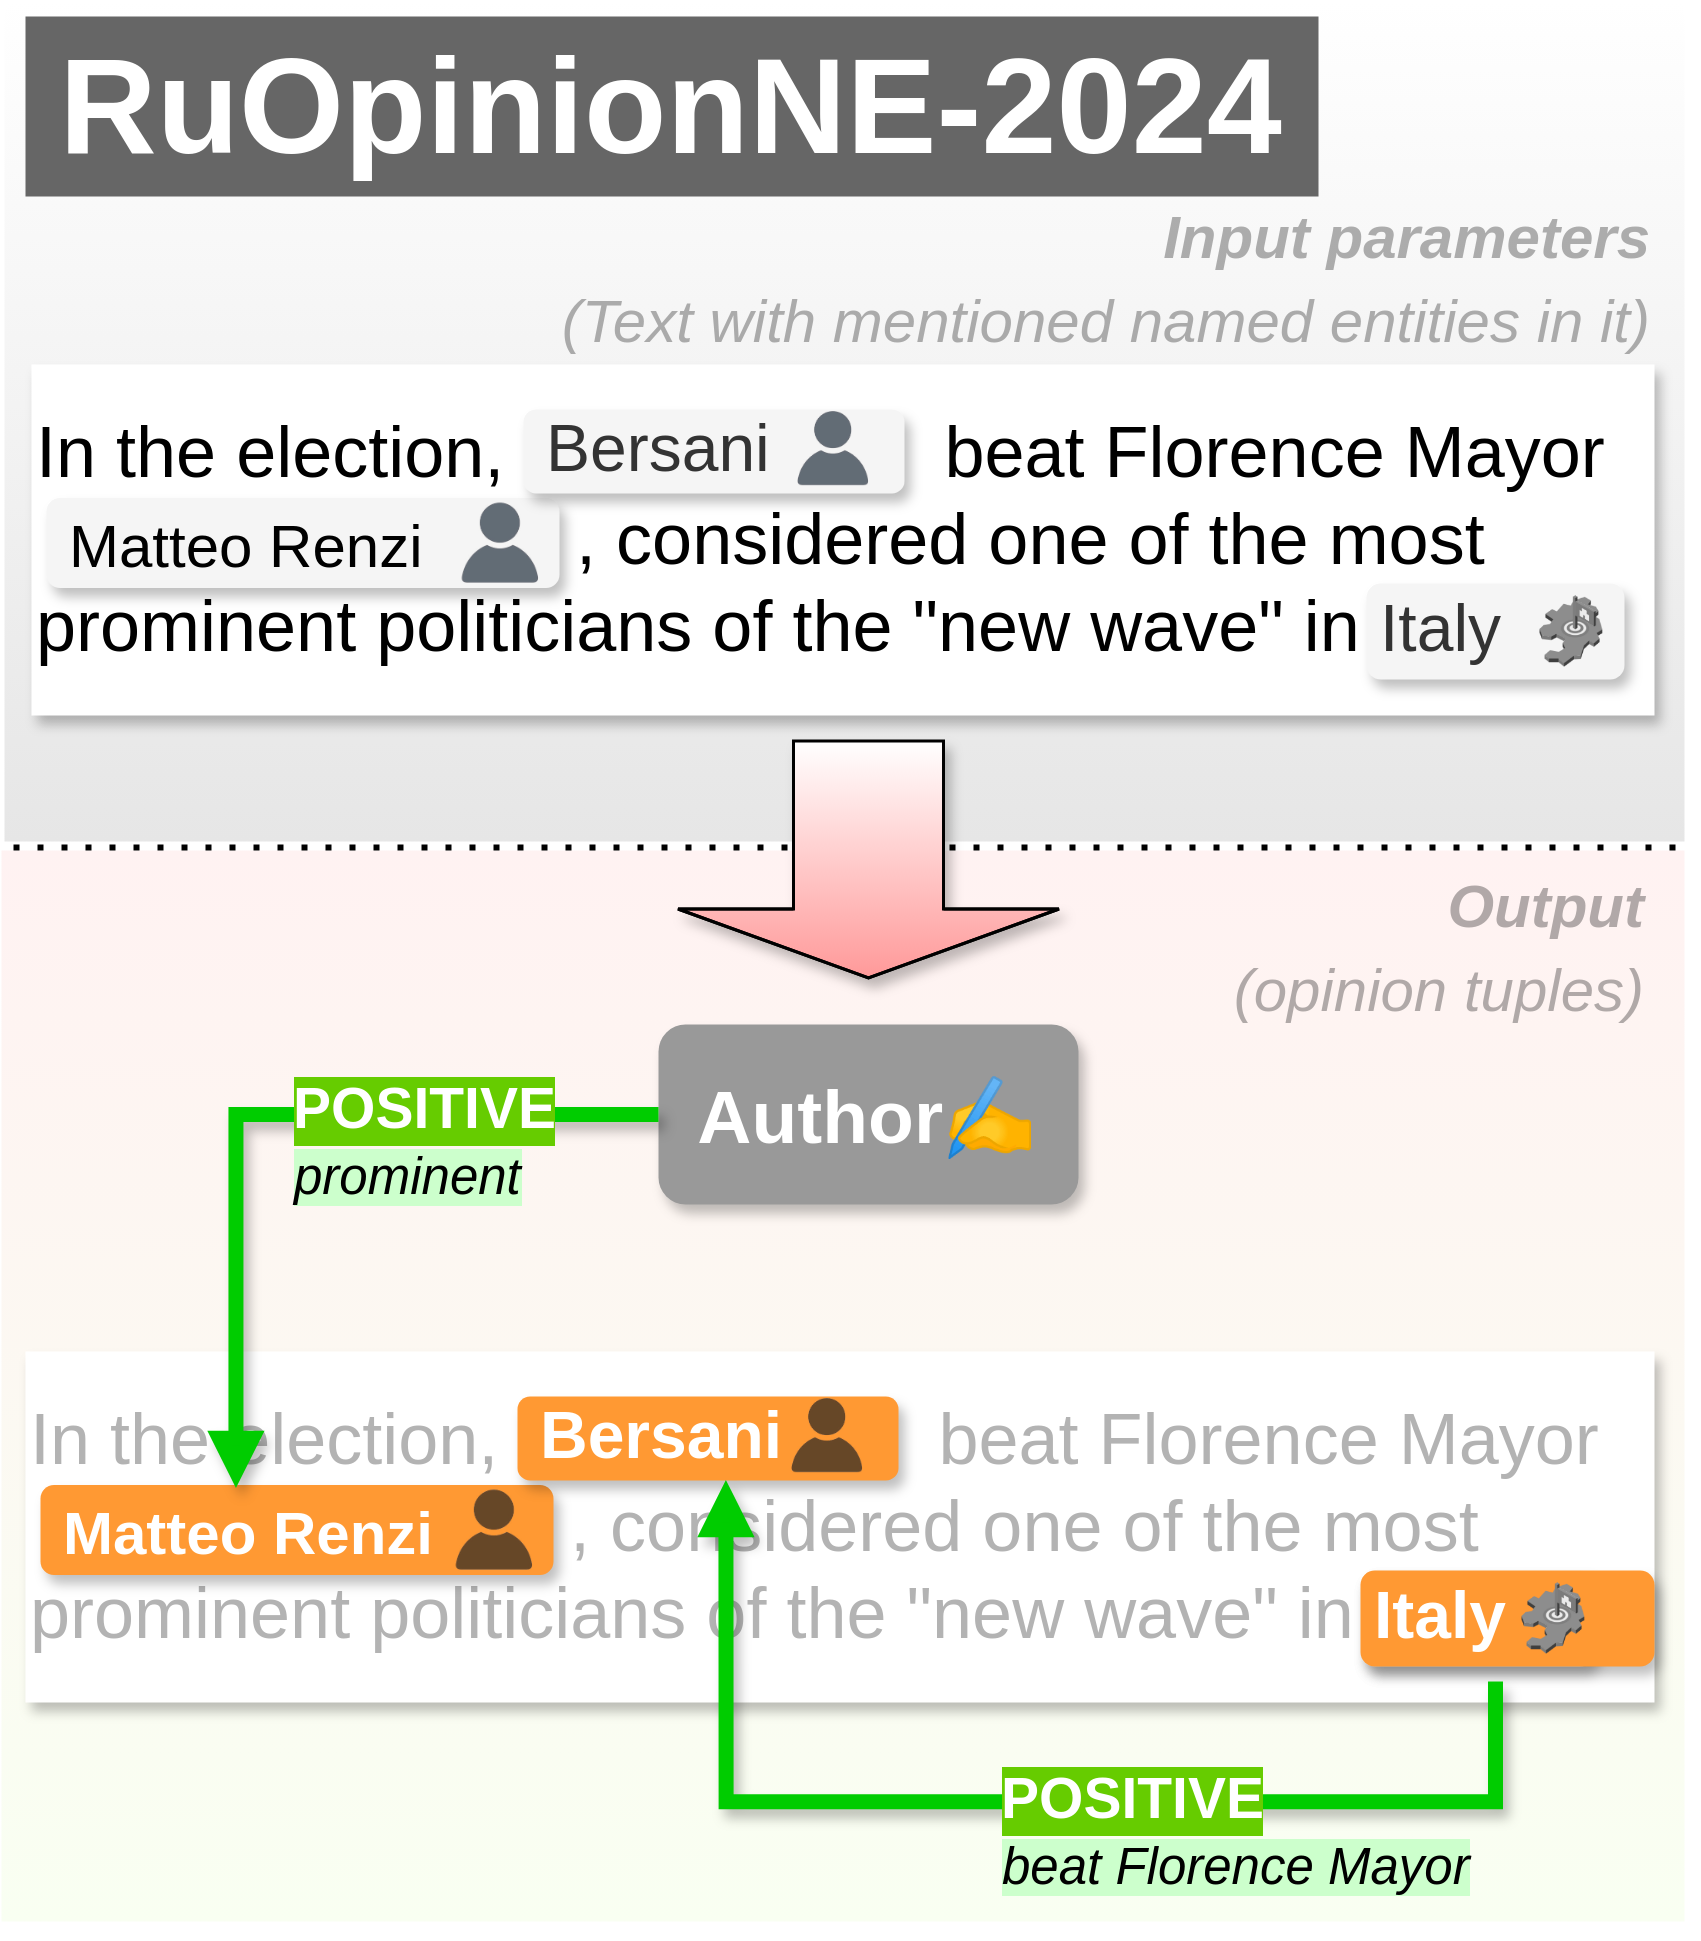 RuOpinionNE-2024
Input parameters
(Text with mentioned named entities in it)
In the election, Bersani beat Florence Mayor
Matteo Renzi , considered one of the most
prominent politicians of the "new wave" in Italy
Output
(opinion tuples)
POSITIVE
prominent
Author
In the election, Bersani beat Florence Mayor
Matteo Renzi , considered one of the most
prominent politicians of the "new wave" in Italy
POSITIVE
beat Florence Mayor